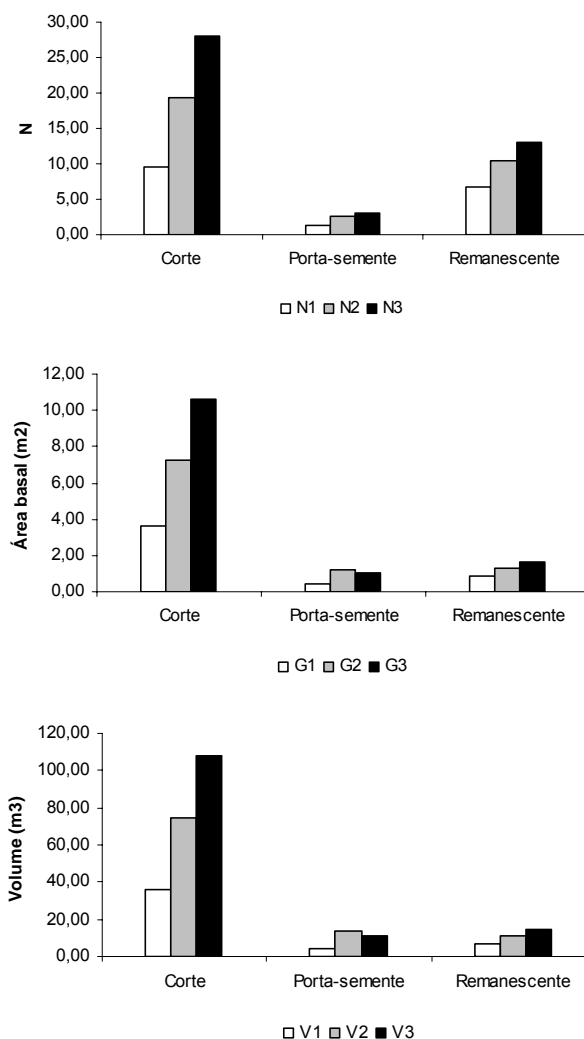 30,00
25,00
20,00
15,00
10,00
5,00
0,00
N
Corte Porta-semente Remanescente
N1 N2 N3
12,00
10,00
8,00
6,00
4,00
2,00
0,00
Área basal (m2)
Corte Porta-semente Remanescente
G1 G2 G3
120,00
100,00
80,00
60,00
40,00
20,00
0,00
Volume (m3)
Corte Porta-semente Remanescente
V1 V2 V3